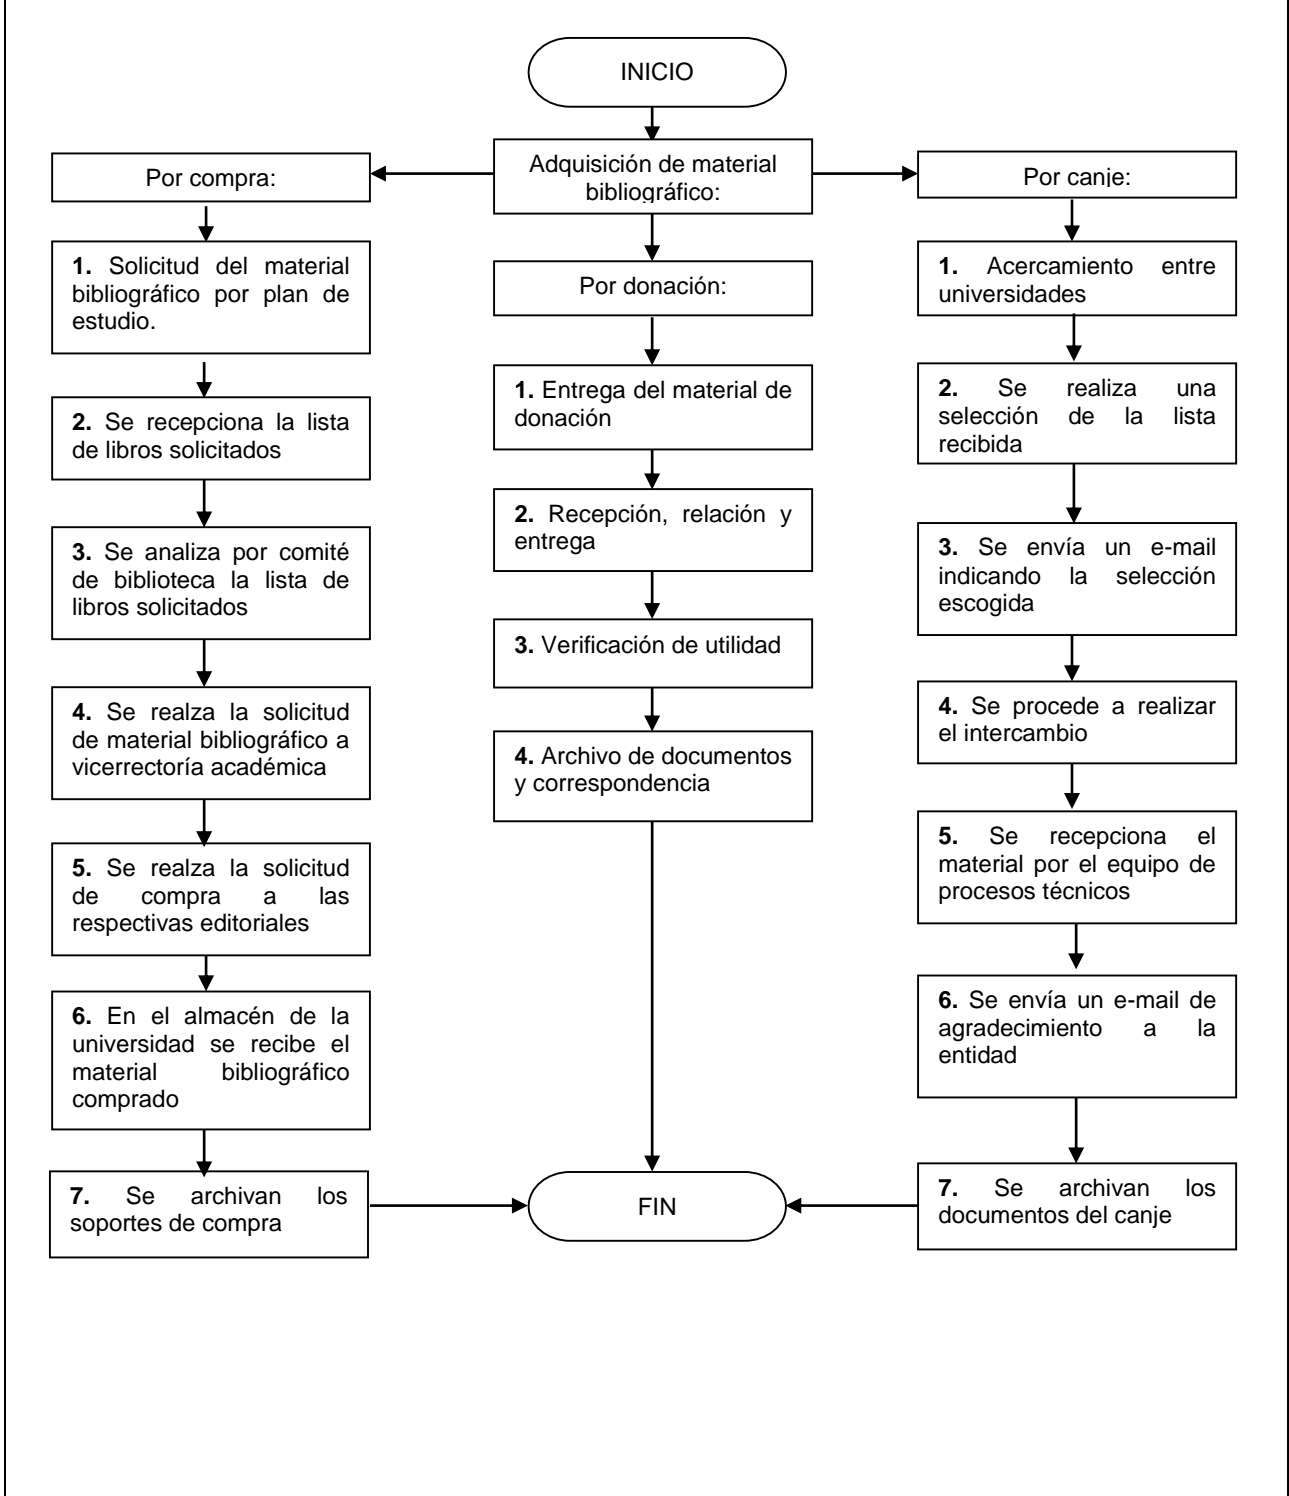 INICIO
Adquisición de material
bibliográfico:
Por compra:
1. Solicitud del material
bibliográfico por plan de
estudio.
2. Se recepciona la lista
de libros solicitados
3. Se analiza por comité
de biblioteca la lista de
libros solicitados
4. Se realza la solicitud
de material bibliográfico a
vicerrectoría académica
5. Se realza la solicitud
de compra a las
respectivas editoriales
6. En el almacén de la
universidad se recibe el
material bibliográfico
comprado
7. Se archivan los
soportes de compra
Por donación:
1. Entrega del material de
donación
2. Recepción, relación y
entrega
3. Verificación de utilidad
4. Archivo de documentos
y correspondencia
Por canje:
1. Acercamiento entre
universidades
2. Se realiza una
selección de la lista
recibida
3. Se envía un e-mail
indicando la selección
escogida
4. Se procede a realizar
el intercambio
5. Se recepciona el
material por el equipo de
procesos técnicos
6. Se envía un e-mail de
agradecimiento a la
entidad
7. Se archivan los
documentos del canje
FIN